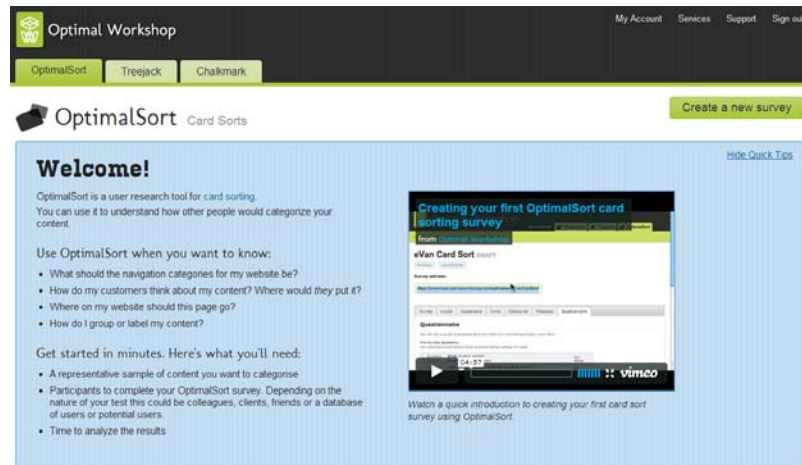 Optimal Workshop
My Account Services Support Sign out
OptimalSort Treejack Chalkmark
OptimalSort Card Sorts
Create a new survey
Hide Quick Tips
Welcome!
OptimalSort is a user research tool for card sorting.
You can use it to understand how other people would categorize your
content.
Use OptimalSort when you want to know:
• What should the navigation categories for my website be?
• How do my customers think about my content? Where would they put it?
• Where on my website should this page go?
• How do I group or label my content?
Get started in minutes. Here's what you'll need:
• A representative sample of content you want to categorise
• Participants to complete your OptimalSort survey. Depending on the
nature of your test this could be colleagues, clients, friends or a database
of users or potential users.
• Time to analyze the results
Creating your first OptimalSort card
sorting survey
from Optimal Workshop
eVan Card Sort DRAFT
Survey address:
Questionnaire
04:57
vimeo
Watch a quick introduction to creating your first card sort
survey using OptimalSort.